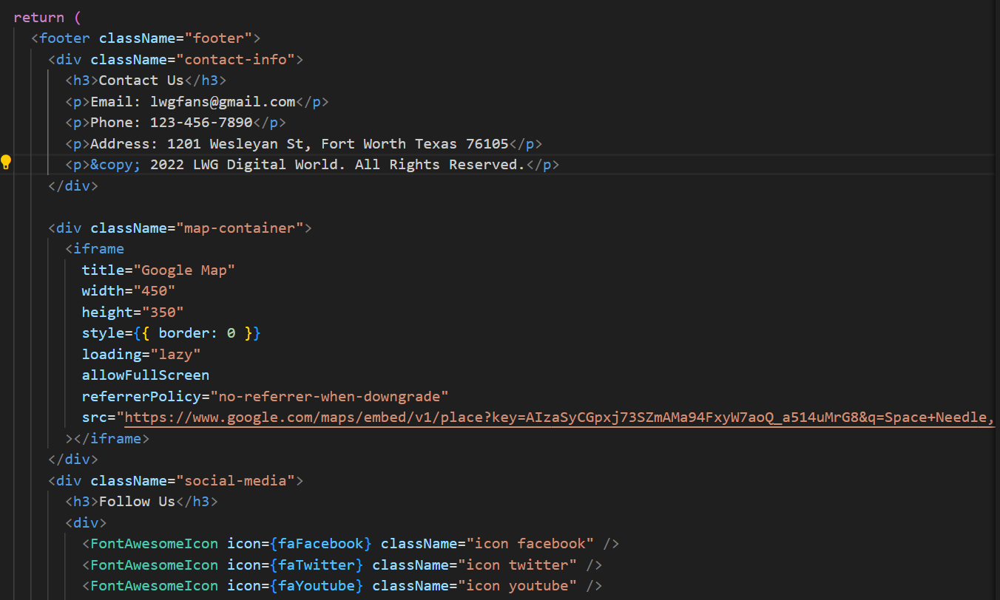 return (
<footer className="footer">
<div className="contact-info">
<h3>Contact Us</h3>
<p>Email: lwgfans@gmail.com</p>
<p>Phone: 123-456-7890</p>
<p>Address: 1201 Wesleyan St, Fort Worth Texas 76105</p>
<p>&copy; 2022 LWG Digital World. All Rights Reserved.</p>
</div>
<div className="map-container">
<iframe
title="Google Map"
width="450"
height="350"
style={{ border: 0 }}
loading="lazy"
allowFullScreen
referrerPolicy="no-referrer-when-downgrade"
src="https://www.google.com/maps/embed/v1/place?key=AIzaSyCGpxj73SZmAMa94FxyW7aoQ_a514uMrG8&q=Space+Needle,
></iframe>
</div>
<div className="social-media">
<h3>Follow Us</h3>
<div>
<FontAwesomeIcon icon={faFacebook} className="icon facebook" />
<FontAwesomeIcon icon={faTwitter} className="icon twitter" />
<FontAwesomeIcon icon={faYoutube} className="icon youtube" />